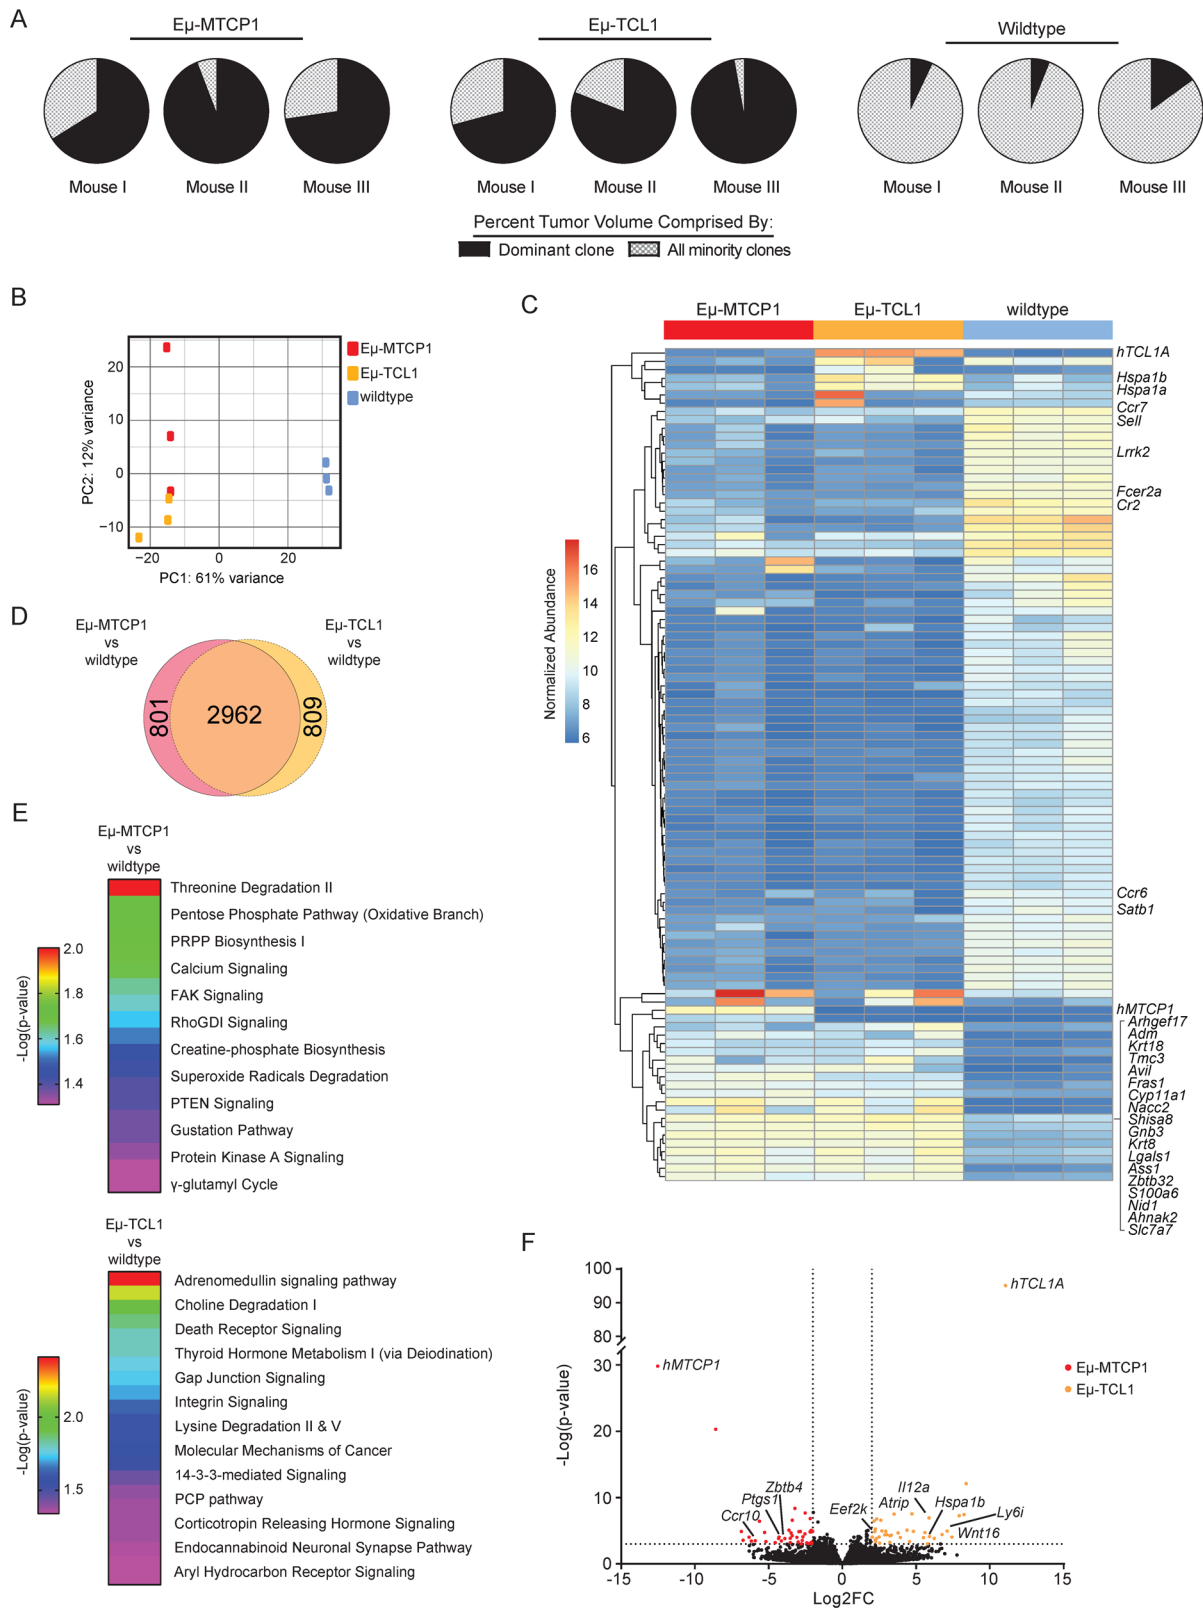 A
Eµ-MTCP1
Eµ-TCL1
Wildtype
Mouse I
Mouse II
Mouse III
Mouse I
Mouse II
Mouse III
Mouse I
Mouse II
Mouse III
Percent Tumor Volume Comprised By:
Dominant clone
All minority clones
B
20
10
0
−10
−20
0
20
PC2: 12% variance
PC1: 61% variance
Eµ-MTCP1
Eµ-TCL1
wildtype
C
Eµ-MTCP1
Eµ-TCL1
wildtype
Normalized Abundance
16
14
12
10
8
6
hTCL1A
Hspa1b
Hspa1a
Ccr7
Sell
Lrrk2
Fcer2a
Cr2
Ccr6
Satb1
hMTCP1
Arhgef17
Adm
Krt18
Tmc3
Avil
Fras1
Cyp11a1
Nacc2
Shisa8
Gnb3
Krt8
Lgals1
Ass1
Zbtb32
S100a6
Nid1
Ahnak2
Slc7a7
D
Eµ-MTCP1
vs
wildtype
Eµ-TCL1
vs
wildtype
801
2962
809
E
Eµ-MTCP1
vs
wildtype
-Log(p-value)
2.0
1.8
1.6
1.4
Threonine Degradation II
Pentose Phosphate Pathway (Oxidative Branch)
PRPP Biosynthesis I
Calcium Signaling
FAK Signaling
RhoGDI Signaling
Creatine-phosphate Biosynthesis
Superoxide Radicals Degradation
PTEN Signaling
Gustation Pathway
Protein Kinase A Signaling
γ-glutamyl Cycle
Eµ-TCL1
vs
wildtype
-Log(p-value)
2.0
1.5
Adrenomedullin signaling pathway
Choline Degradation I
Death Receptor Signaling
Thyroid Hormone Metabolism I (via Deiodination)
Gap Junction Signaling
Integrin Signaling
Lysine Degradation II & V
Molecular Mechanisms of Cancer
14-3-3-mediated Signaling
PCP pathway
Corticotropin Releasing Hormone Signaling
Endocannabinoid Neuronal Synapse Pathway
Aryl Hydrocarbon Receptor Signaling
F
100
90
80
30
20
10
0
-Log(p-value)
-15
-10
-5
0
5
10
15
Log2FC
hTCL1A
hMTCP1
Eµ-MTCP1
Eµ-TCL1
Zbtb4
Ptgs1
Ccr10
Eef2k
Atrip
Il12a
Hspa1b
Ly6i
Wnt16